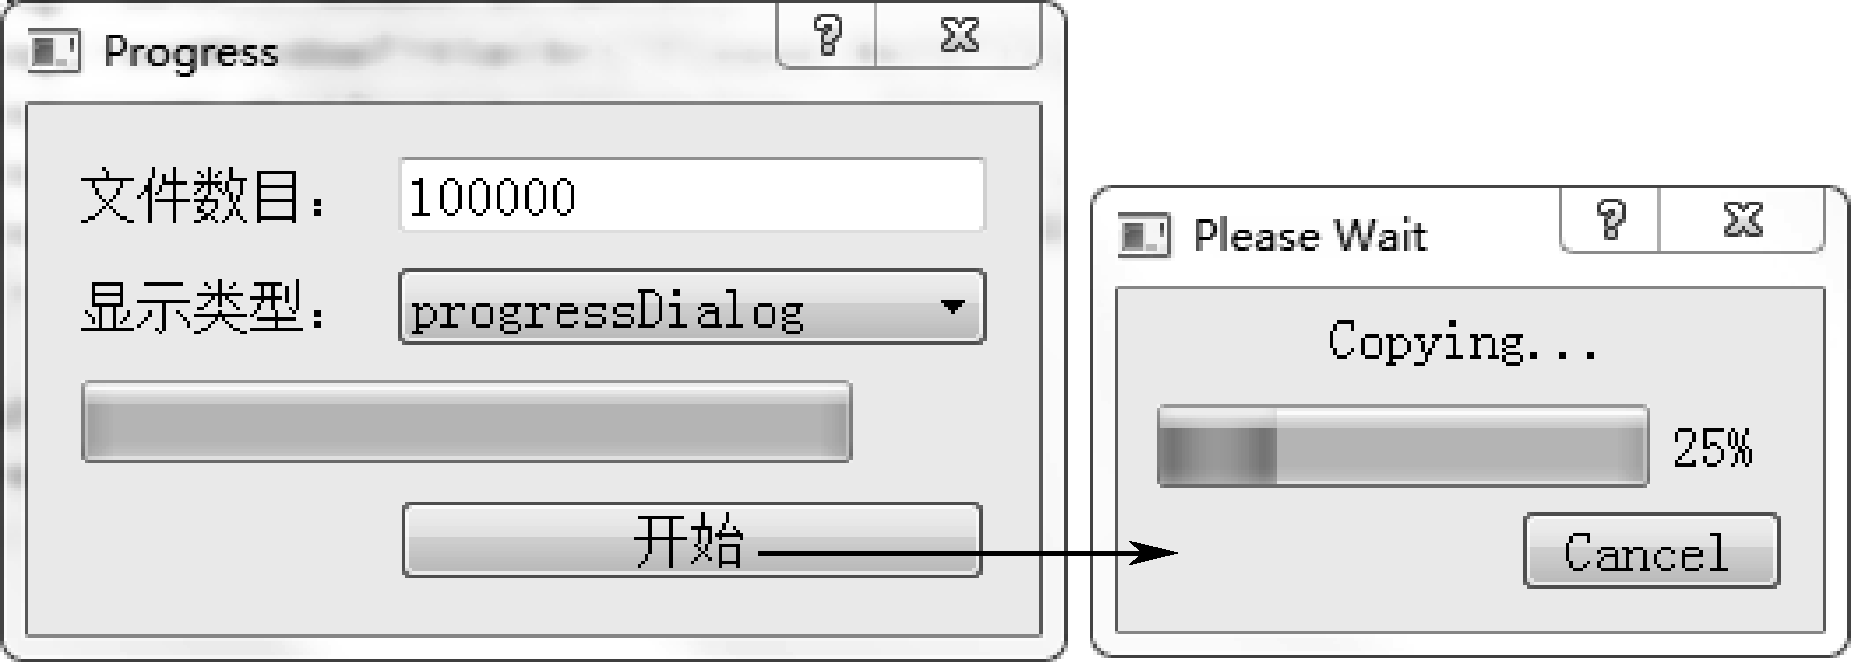 Progress
文件数目：
100000
显示类型：
progressDialog
开始
Please Wait
Copying...
25%
Cancel